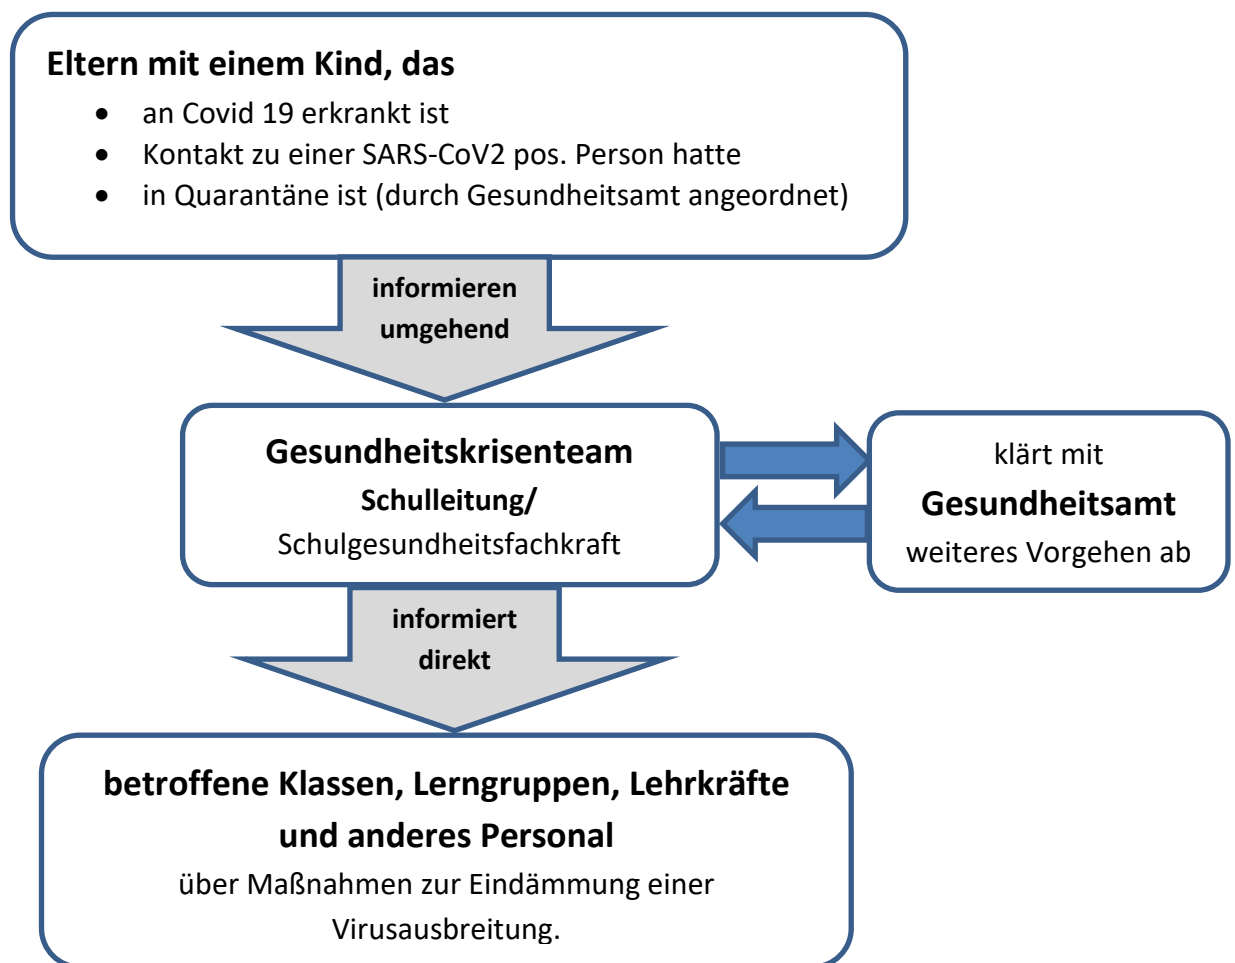 Eltern mit einem Kind, das
• an Covid 19 erkrankt ist
• Kontakt zu einer SARS-CoV2 pos. Person hatte
• in Quarantäne ist (durch Gesundheitsamt angeordnet)
informieren
umgehend
Gesundheitskrisenteam
Schulleitung/
Schulgesundheitsfachkraft
klärt mit
Gesundheitsamt
weiteres Vorgehen ab
informiert
direkt
betroffene Klassen, Lerngruppen, Lehrkräfte
und anderes Personal
über Maßnahmen zur Eindämmung einer
Virusausbreitung.